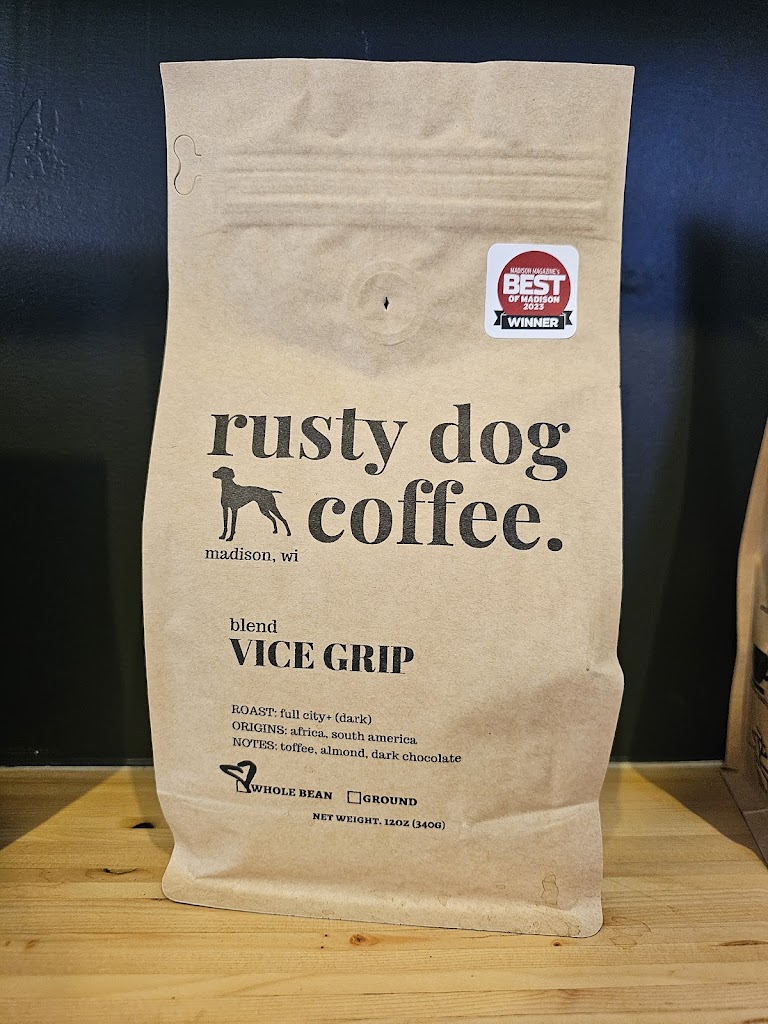 MADISON MAGAZINE'S
BEST
OF MADISON
2023
WINNER
rusty dog
coffee.
madison, wi
blend
VICE GRIP
ROAST: full city+ (dark)
ORIGINS: africa, south america
NOTES: toffee, almond, dark chocolate
WHOLE BEAN GROUND
NET WEIGHT. 12OZ (340G)